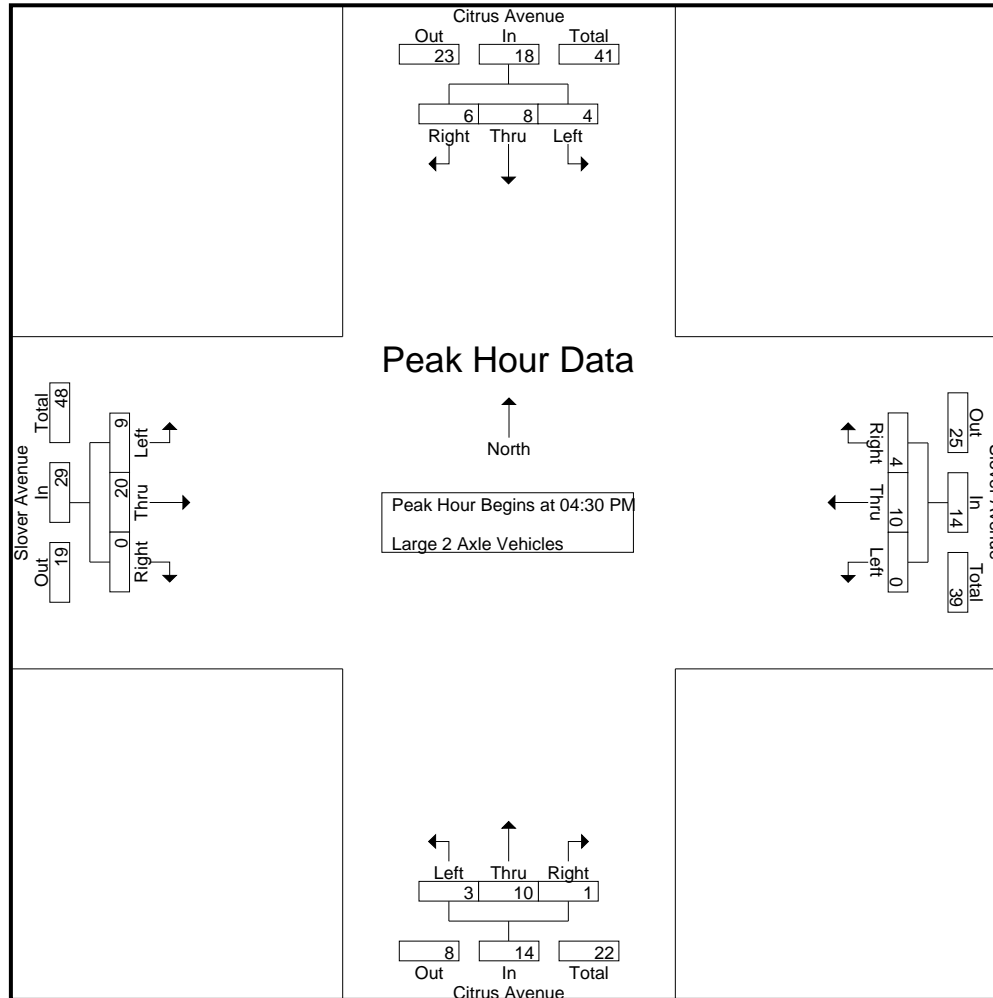 Citrus Avenue
Out In Total
23 18 41
6 8 4
Right Thru Left
Peak Hour Data
North
Peak Hour Begins at 04:30 PM
Large 2 Axle Vehicles
Slover Avenue
Out In Total
19 29 48
0 20 9
Right Thru Left
Slover Avenue
Out In Total
25 14 39
4 10 0
Right Thru Left
Left Thru Right
3 10 1
8 14 22
Out In Total
Citrus Avenue